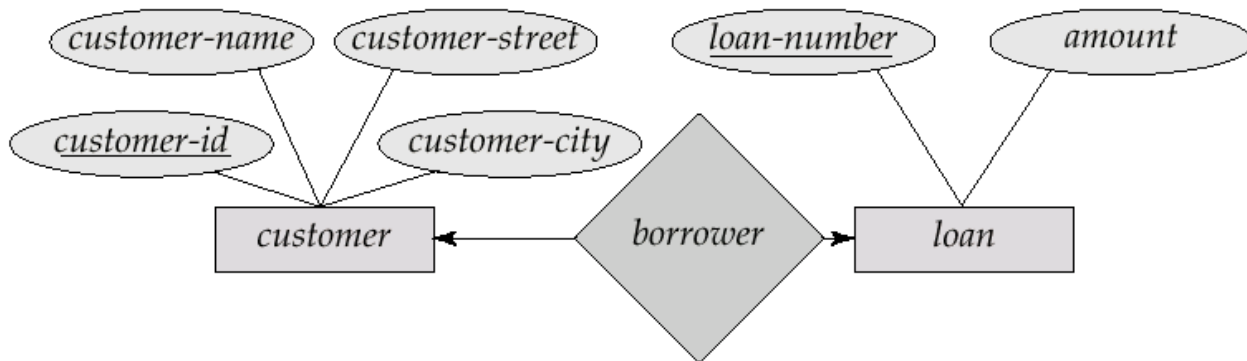 customer-name
customer-street
loan-number
amount
customer-id
customer-city
customer
borrower
loan